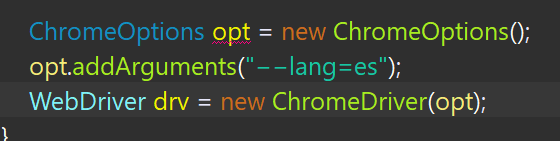 ChromeOptions opt = new ChromeOptions();
opt.addArguments("--lang=es");
WebDriver drv = new ChromeDriver(opt);
}